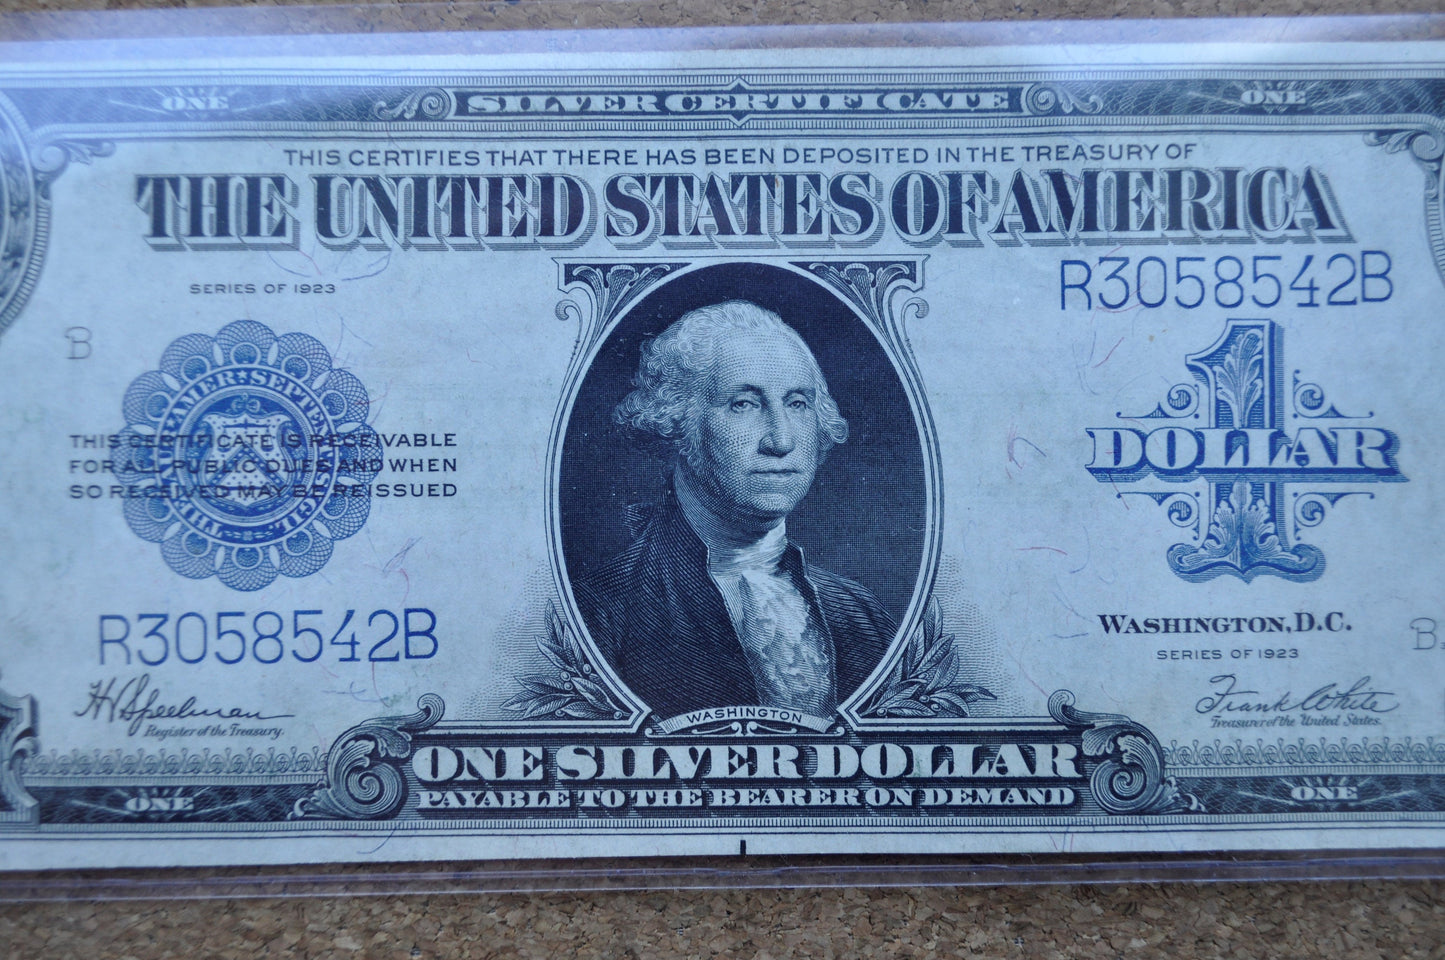 ONE SILVER CERTIFICATE ONE
THIS CERTIFIES THAT THERE HAS BEEN DEPOSITED IN THE TREASURY OF
THE UNITED STATES OF AMERICA
SERIES OF 1923
R3058542B
B
1
DOLLAR
THIS CERTIFICATE IS RECEIVABLE
FOR ALL PUBLIC DUES AND WHEN
SO RECEIVED MAY BE REISSUED
R3058542B
WASHINGTON, D.C.
SERIES OF 1923
B
H V Speelman
Register of the Treasury.
Frank White
Treasurer of the United States.
WASHINGTON
ONE SILVER DOLLAR
PAYABLE TO THE BEARER ON DEMAND
ONE
ONE